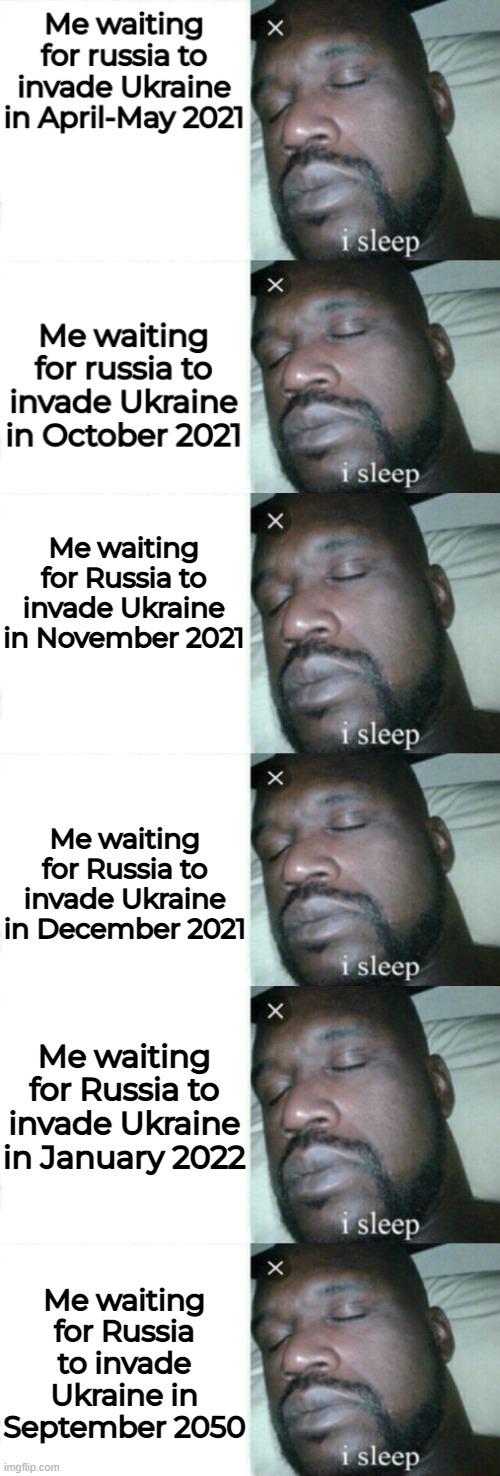 Me waiting
for russia to
invade Ukraine
in April-May 2021
i sleep
Me waiting
for russia to
invade Ukraine
in October 2021
i sleep
Me waiting
for Russia to
invade Ukraine
in November 2021
i sleep
Me waiting
for Russia to
invade Ukraine
in December 2021
i sleep
Me waiting
for Russia to
invade Ukraine
in January 2022
i sleep
Me waiting
for Russia
to invade
Ukraine in
September 2050
i sleep
imgflip.com